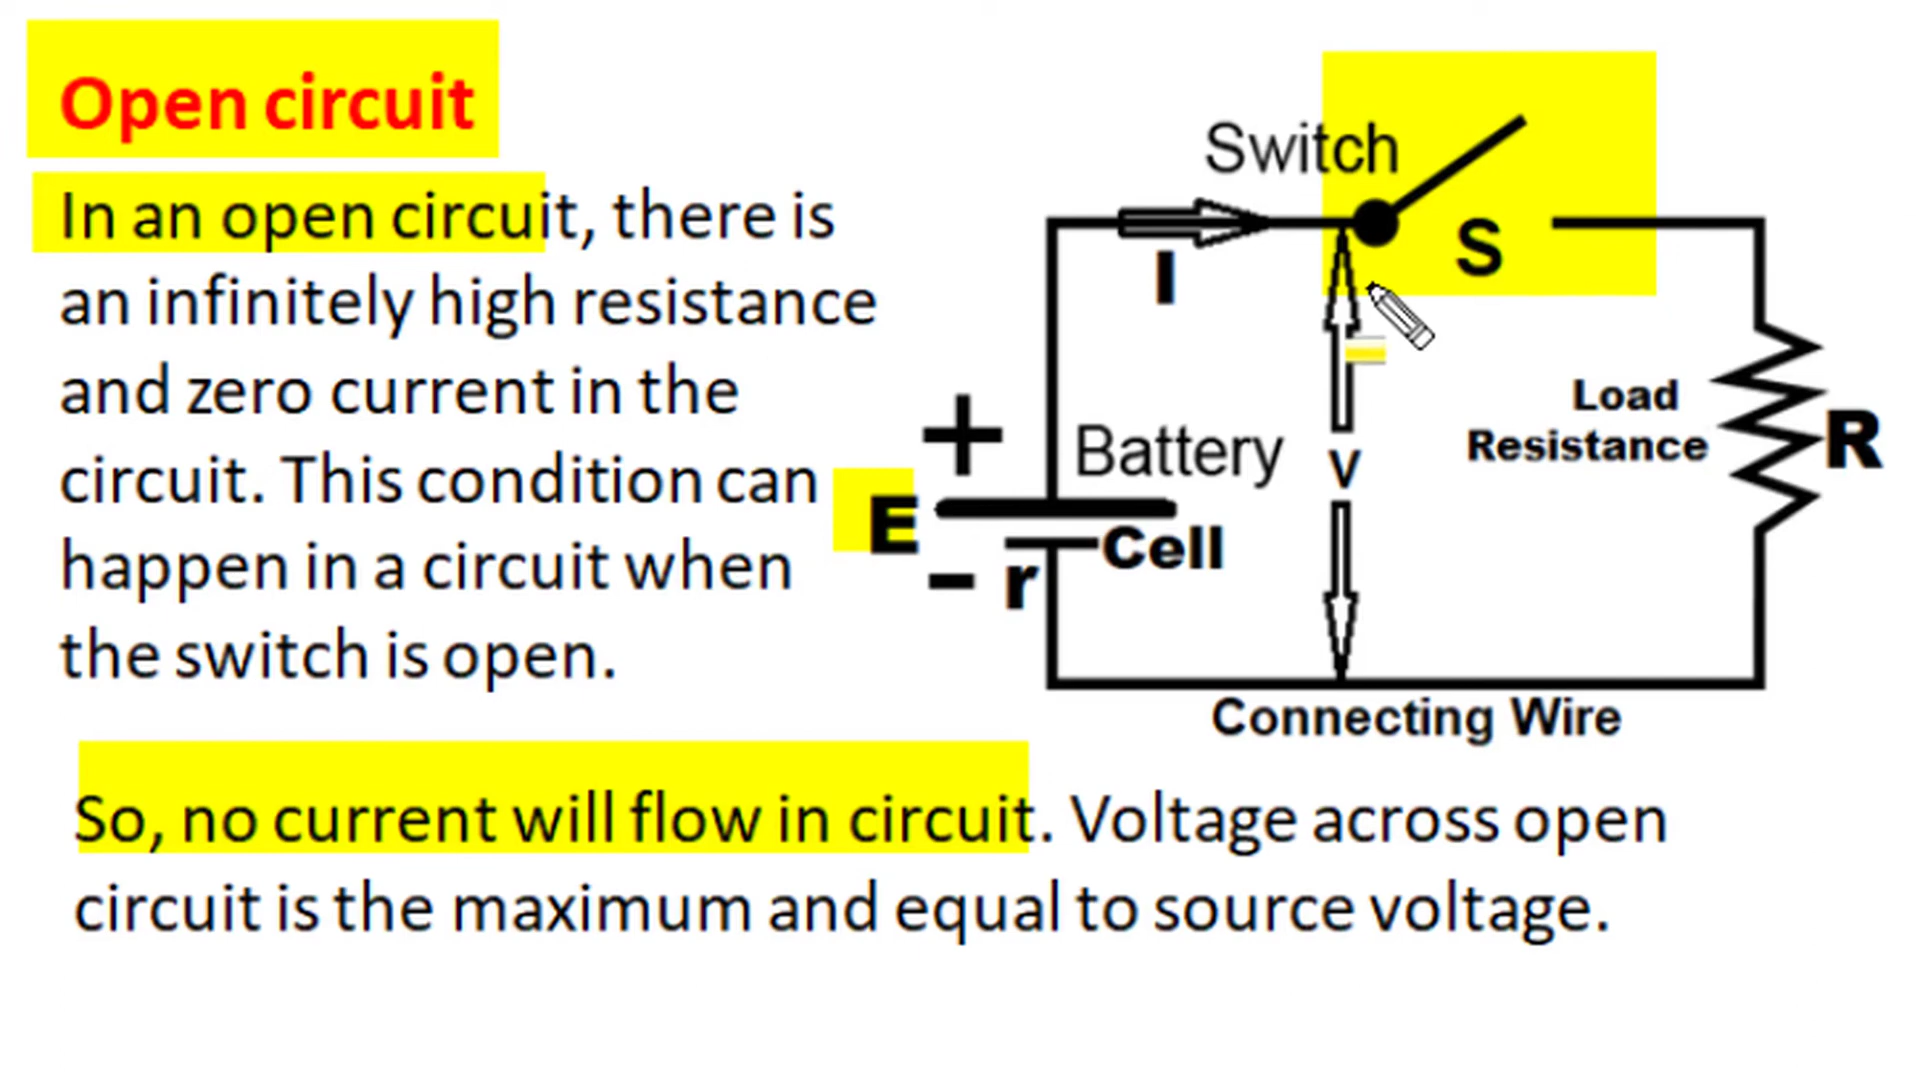 Open circuit
In an open circuit, there is
an infinitely high resistance
and zero current in the
circuit. This condition can
happen in a circuit when
the switch is open.
So, no current will flow in circuit. Voltage across open
circuit is the maximum and equal to source voltage.
Switch
S
I
+
Battery
E
Cell
– r
V
Load
Resistance
R
Connecting Wire